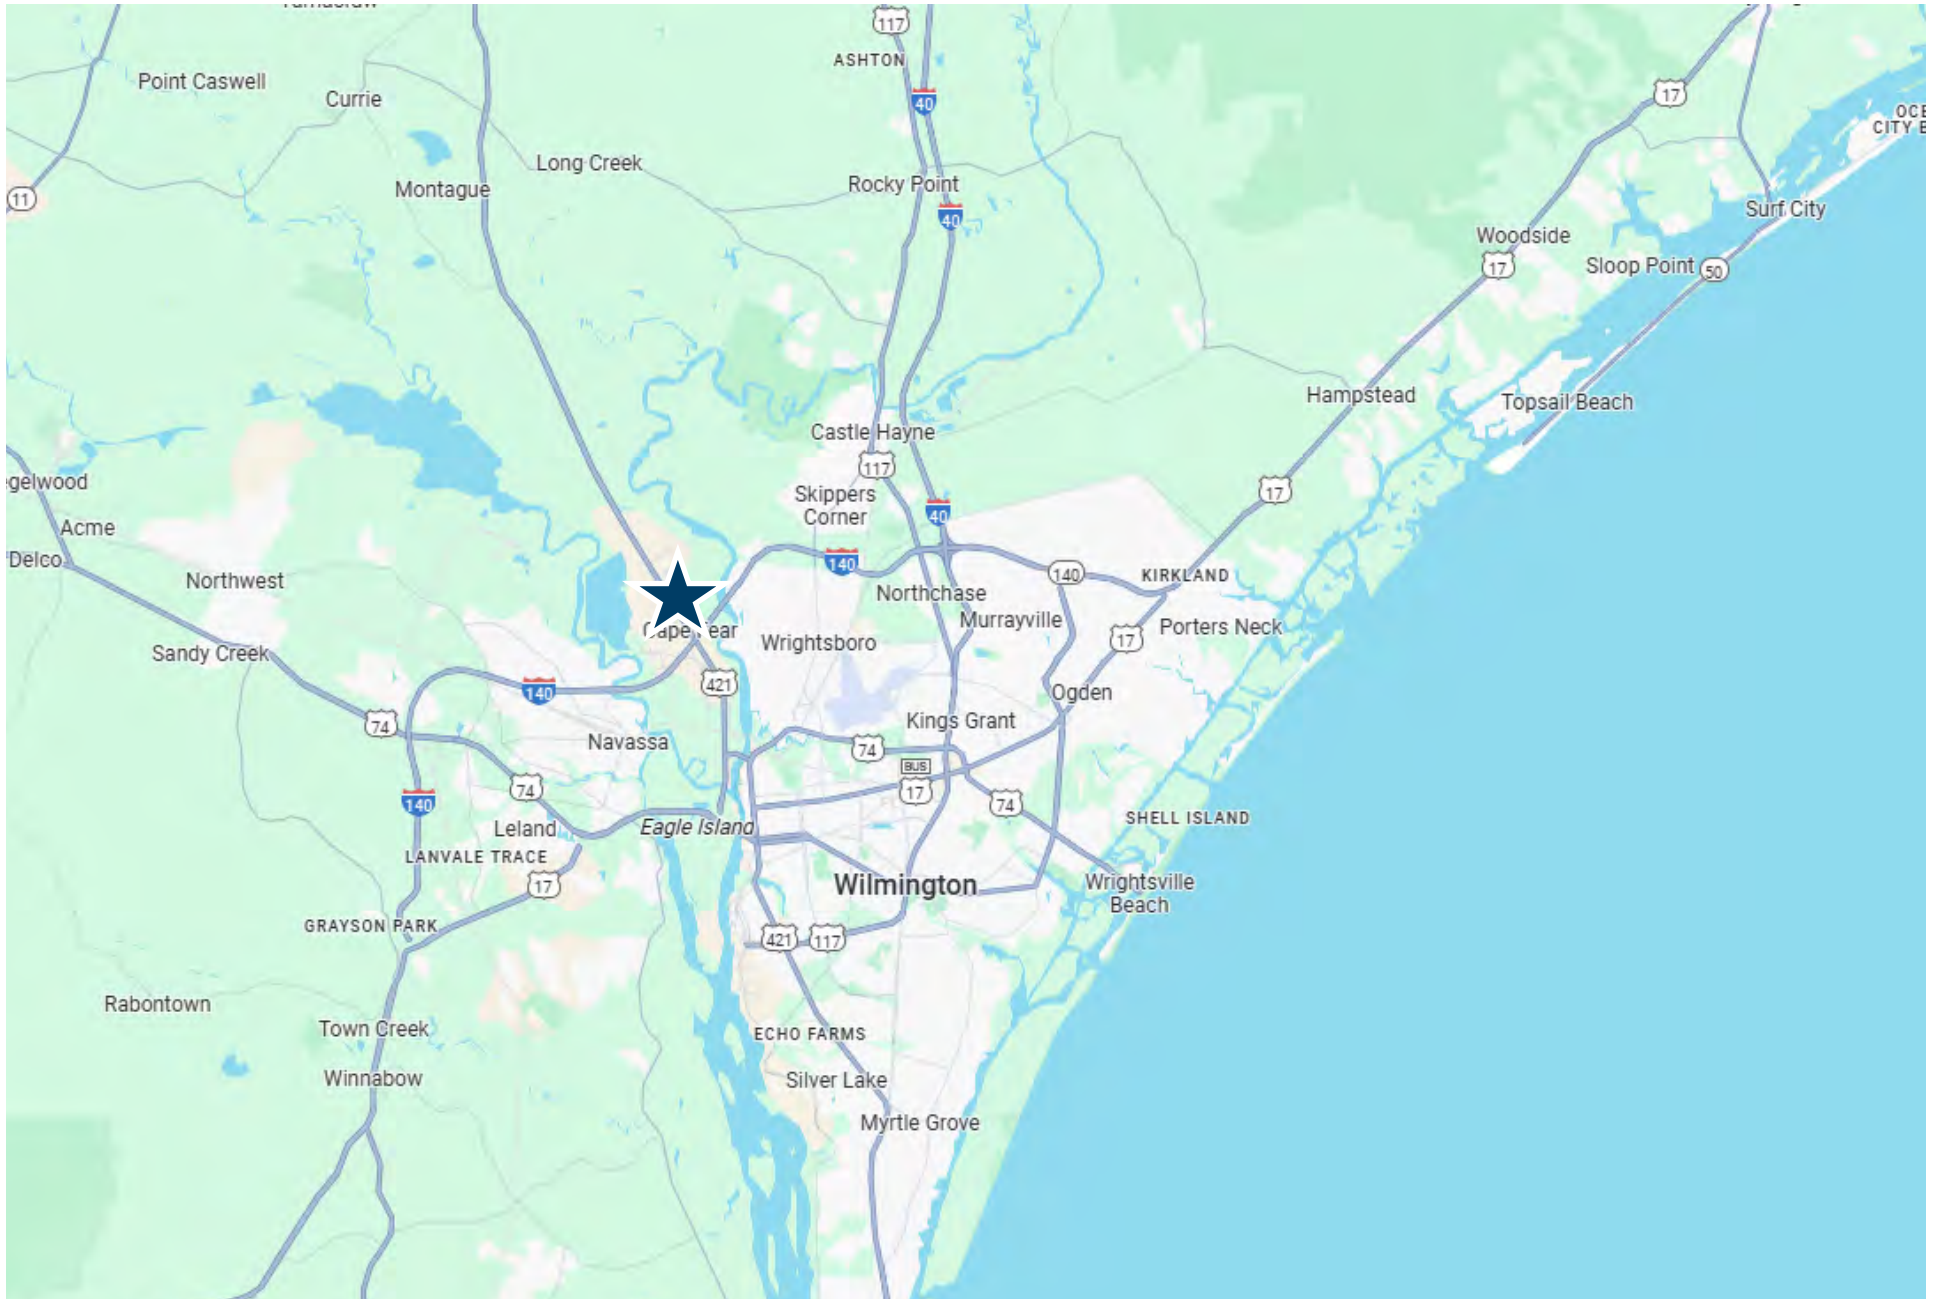 117
ASHTON
Point Caswell
Currie
40
17
CITY B
Long Creek
Montague
Rocky Point
11
40
Surf City
Woodside
17
Sloop Point
50
Hampstead
Topsail Beach
Castle Hayne
117
egelwood
Skippers
Corner
17
40
Acme
Delco
140
Northwest
Northchase
140
KIRKLAND
Murrayville
Porters Neck
Cape Fear
Wrightsboro
17
Sandy Creek
140
421
Ogden
74
Kings Grant
Navassa
74
BUS
17
74
140
74
SHELL ISLAND
Leland
Eagle Island
LANVALE TRACE
17
Wilmington
Wrightsville
Beach
GRAYSON PARK
421
117
Rabontown
Town Creek
ECHO FARMS
Winnabow
Silver Lake
Myrtle Grove